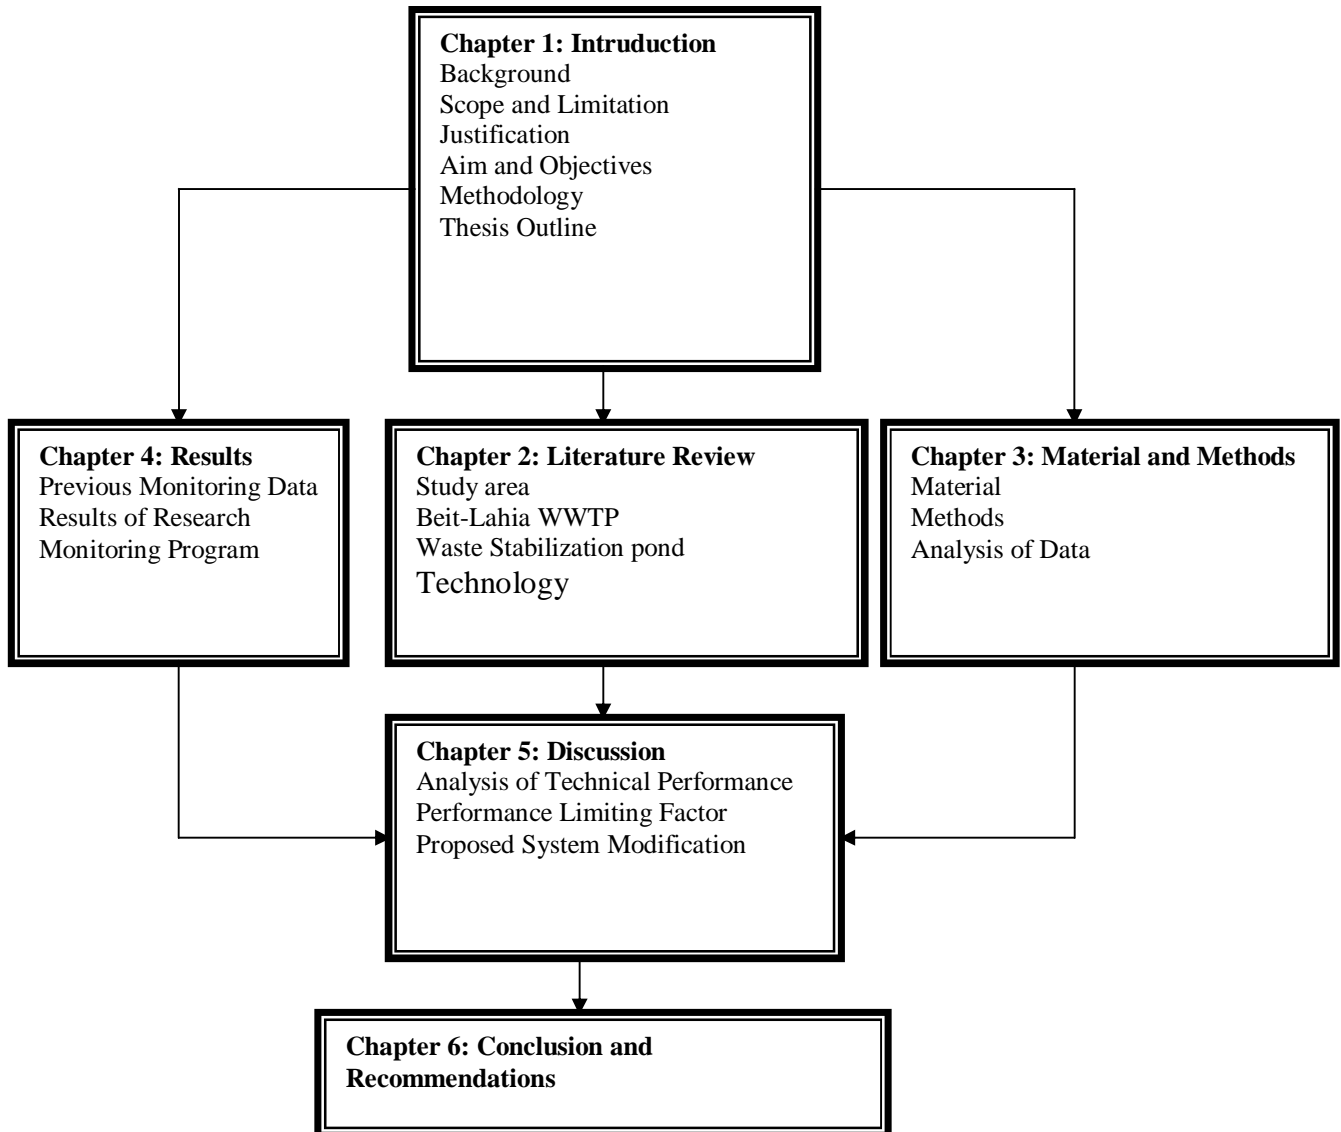 Chapter 1: Intruduction
Background
Scope and Limitation
Justification
Aim and Objectives
Methodology
Thesis Outline
Chapter 4: Results
Previous Monitoring Data
Results of Research
Monitoring Program
Chapter 2: Literature Review
Study area
Beit-Lahia WWTP
Waste Stabilization pond
Technology
Chapter 3: Material and Methods
Material
Methods
Analysis of Data
Chapter 5: Discussion
Analysis of Technical Performance
Performance Limiting Factor
Proposed System Modification
Chapter 6: Conclusion and
Recommendations